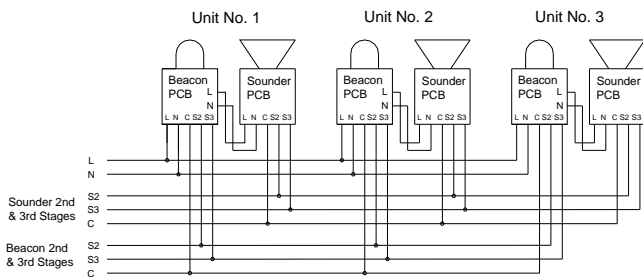 Unit No. 1 Unit No. 2 Unit No. 3
Beacon PCB L N Sounder PCB Beacon PCB L N Sounder PCB Beacon PCB L N Sounder PCB
L N C S2 S3 N C S2 S3 L N C S2 S3 N C S2 S3 L N C S2 S3 N C S2 S3
L
N
Sounder 2nd & 3rd Stages
S2
S3
C
Beacon 2nd & 3rd Stages
S2
S3
C